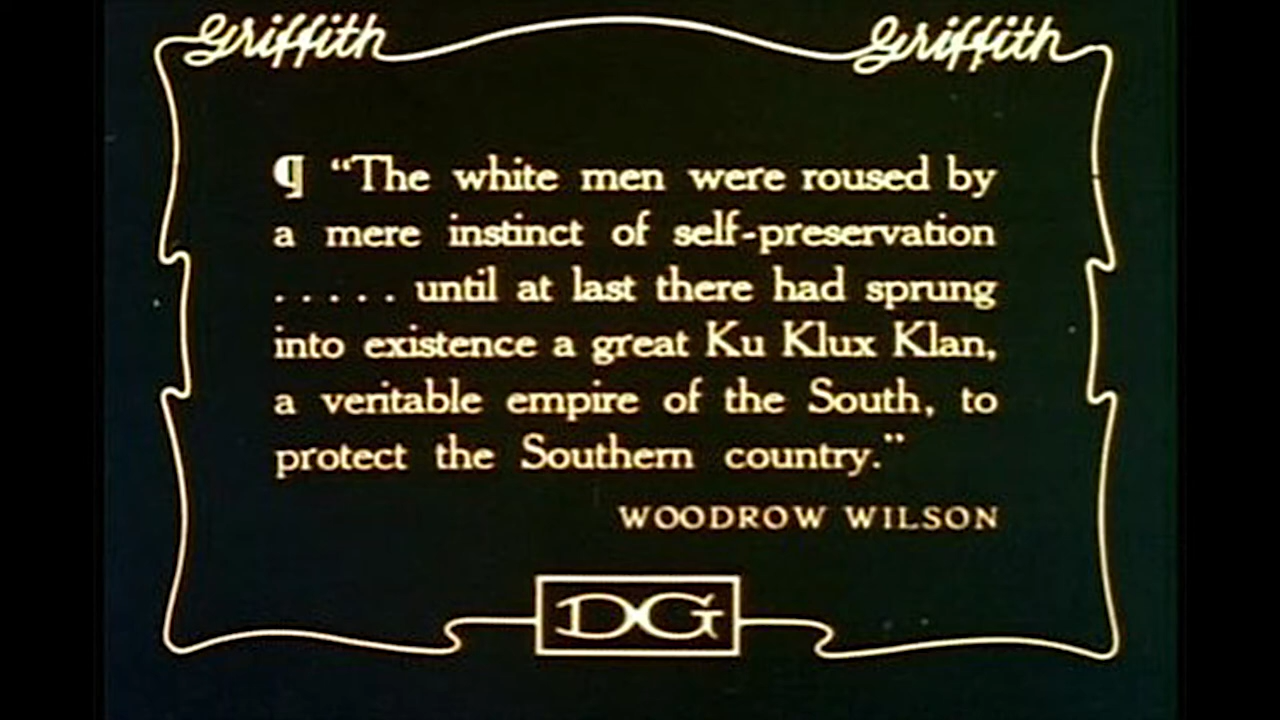 Griffith Griffith
¶ “The white men were roused by
a mere instinct of self-preservation
..... until at last there had sprung
into existence a great Ku Klux Klan,
a veritable empire of the South, to
protect the Southern country.”
WOODROW WILSON
DG